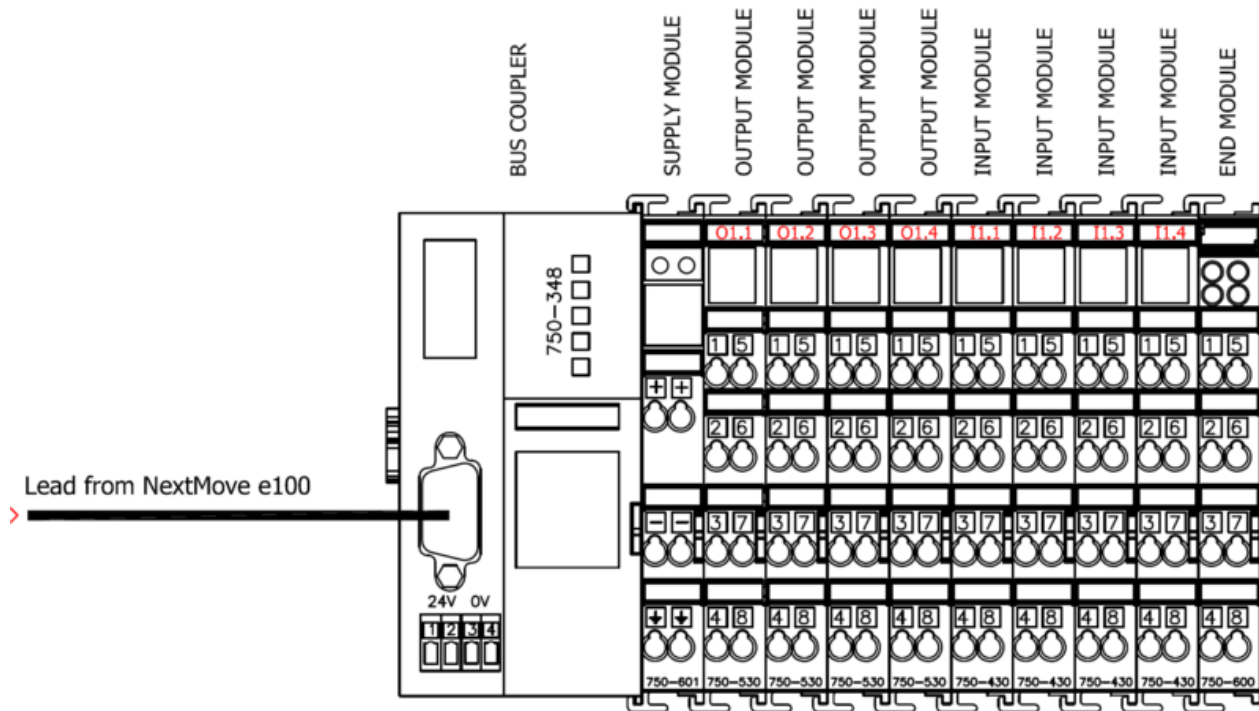 BUS COUPLER
SUPPLY MODULE
OUTPUT MODULE
OUTPUT MODULE
OUTPUT MODULE
OUTPUT MODULE
INPUT MODULE
INPUT MODULE
INPUT MODULE
INPUT MODULE
END MODULE
O1.1 O1.2 O1.3 O1.4 I1.1 I1.2 I1.3 I1.4
750-348
1 5 1 5 1 5 1 5 1 5 1 5 1 5 1 5 1 5
+ +
2 6 2 6 2 6 2 6 2 6 2 6 2 6 2 6 2 6
Lead from NextMove e100
- - 3 7 3 7 3 7 3 7 3 7 3 7 3 7 3 7 3 7
24V 0V
1 2 3 4
4 8 4 8 4 8 4 8 4 8 4 8 4 8 4 8 4 8
750-601 750-530 750-530 750-530 750-530 750-430 750-430 750-430 750-430 750-600